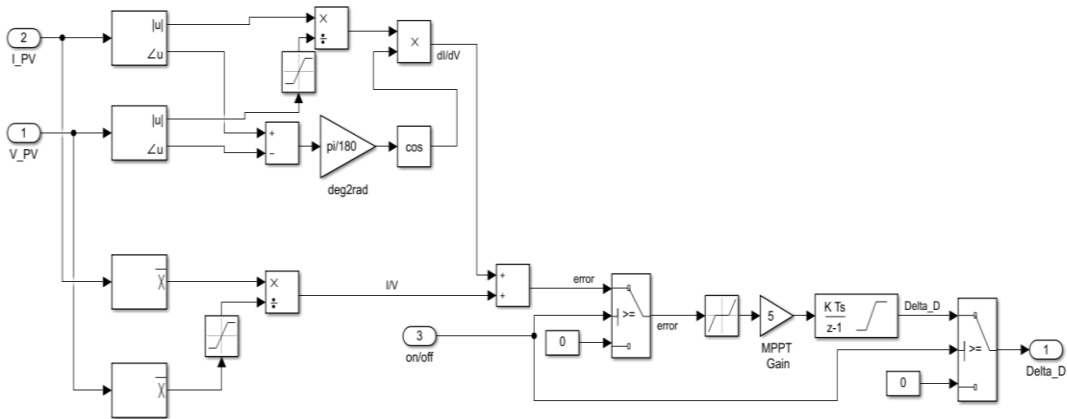 2
I_PV
|u|
∠u
×
÷
×
dI/dV
1
V_PV
|u|
∠u
+
−
pi/180
cos
deg2rad
x̄
×
÷
I/V
x̄
+
+
error
3
on/off
>=
0
error
5
MPPT
Gain
K Ts
z-1
Delta_D
>=
0
1
Delta_D